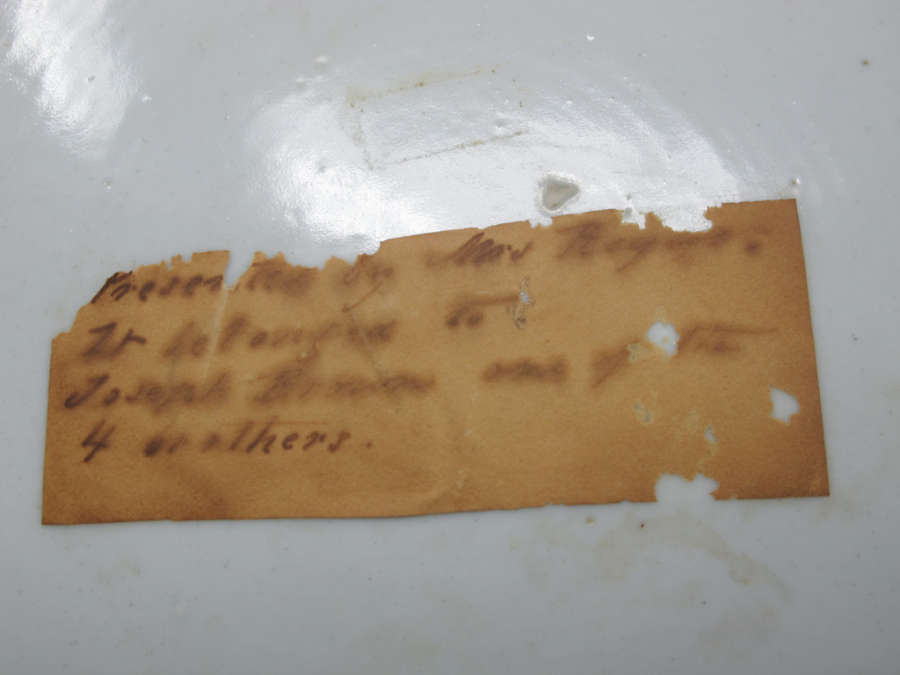 Presented by Mrs
It belonged to
Joseph Brown one of the
4 brothers.